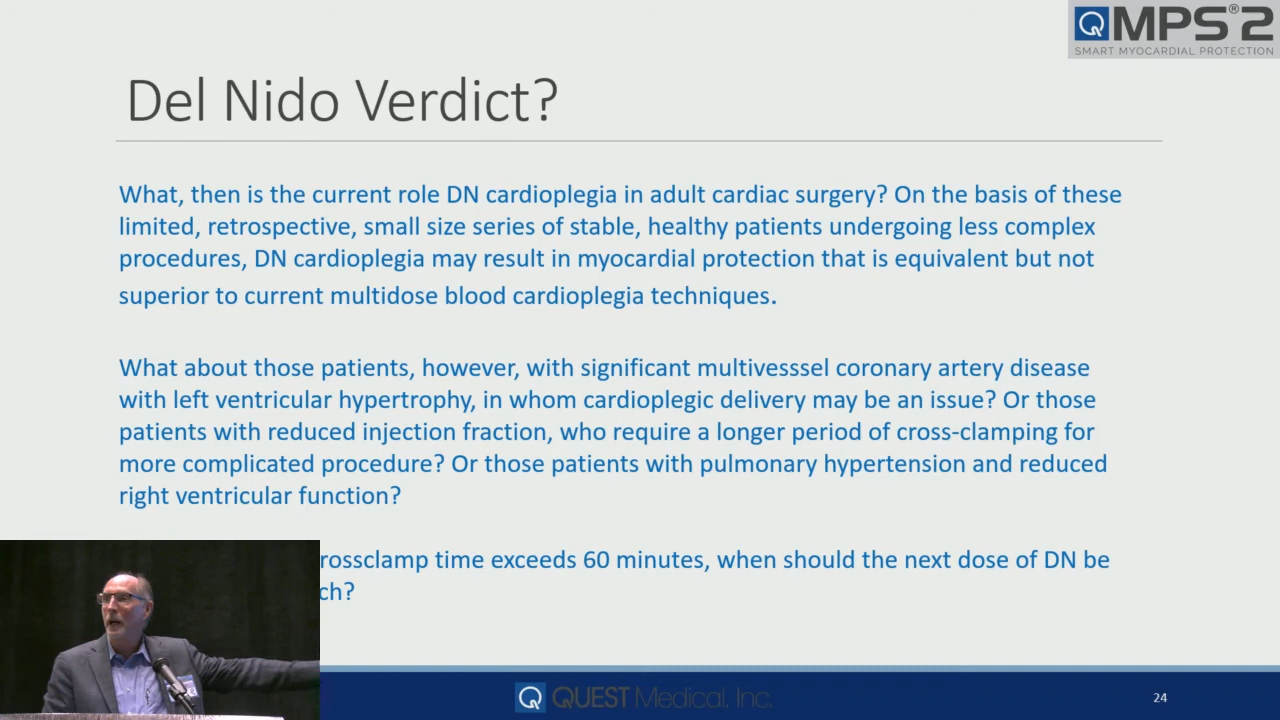 QMPS®2
SMART MYOCARDIAL PROTECTION
Del Nido Verdict?
What, then is the current role DN cardioplegia in adult cardiac surgery? On the basis of these
limited, retrospective, small size series of stable, healthy patients undergoing less complex
procedures, DN cardioplegia may result in myocardial protection that is equivalent but not
superior to current multidose blood cardioplegia techniques.
What about those patients, however, with significant multivesssel coronary artery disease
with left ventricular hypertrophy, in whom cardioplegic delivery may be an issue? Or those
patients with reduced injection fraction, who require a longer period of cross-clamping for
more complicated procedure? Or those patients with pulmonary hypertension and reduced
right ventricular function?
rossclamp time exceeds 60 minutes, when should the next dose of DN be
ch?
Q QUEST Medical, Inc.
24